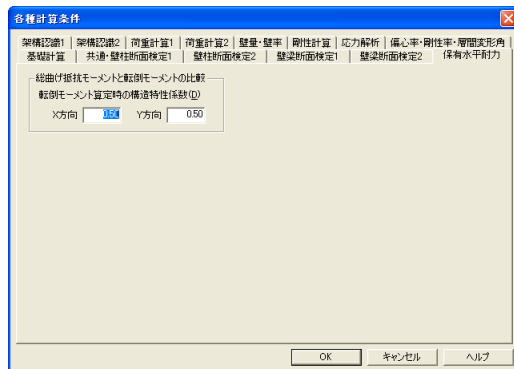 各種計算条件
架構認識1 架構認識2 荷重計算1 荷重計算2 壁量・壁率 剛性計算 応力解析 偏心率・剛性率・層間変形角
基礎計算 共通・壁柱断面検定1 壁柱断面検定2 壁梁断面検定1 壁梁断面検定2 保有水平耐力
総曲げ抵抗モーメントと転倒モーメントの比較
転倒モーメント算定時の構造特性係数(D)
X方向 0.50 Y方向 0.50
OK キャンセル ヘルプ